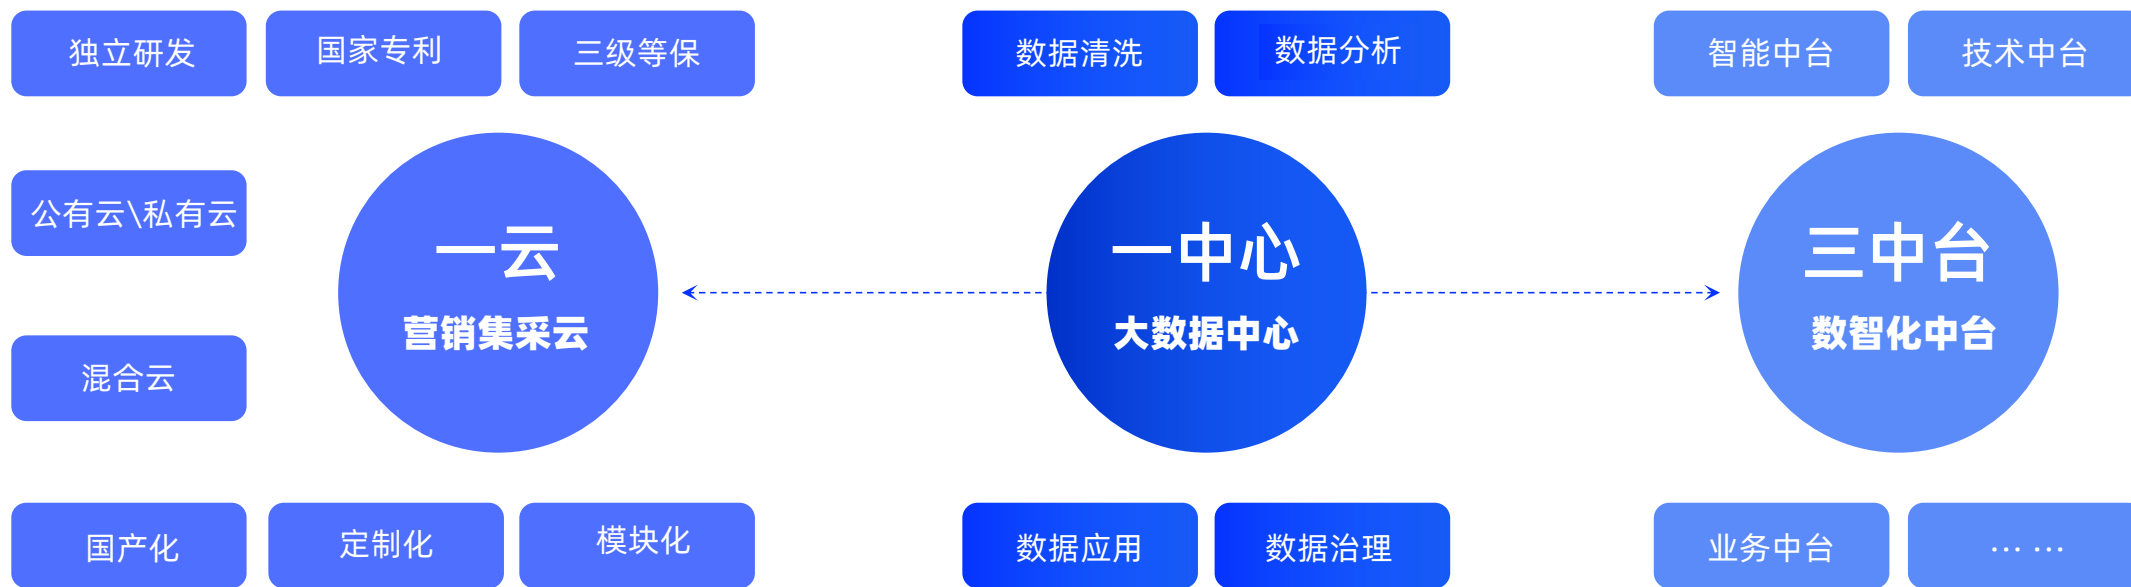 独立研发
国家专利
三级等保
数据清洗
数据分析
智能中台
技术中台
公有云\私有云
混合云
一云
营销集采云
一中心
大数据中心
三中台
数智化中台
国产化
定制化
模块化
数据应用
数据治理
业务中台
... ...